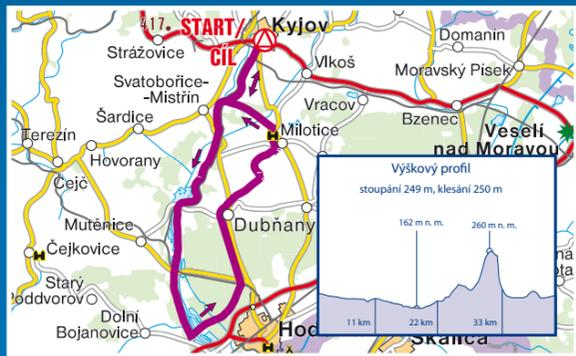 417.
START/
CÍL
Kyjov
Strážovice
Vlkoš
Domanín
Moravský Písek
Svatobořice-
-Mistřín
Vracov
Bzenec
Šardice
Milotice
Veselí
nad Moravou
Terezín
Hovorany
Čejč
Dubňany
Mutěnice
Čejkovice
Starý
Poddvorov
Dolní
Bojanovice
Hod
Skalica
Výškový profil
stoupání 249 m, klesání 250 m
162 m n. m.
260 m n. m.
11 km
22 km
33 km